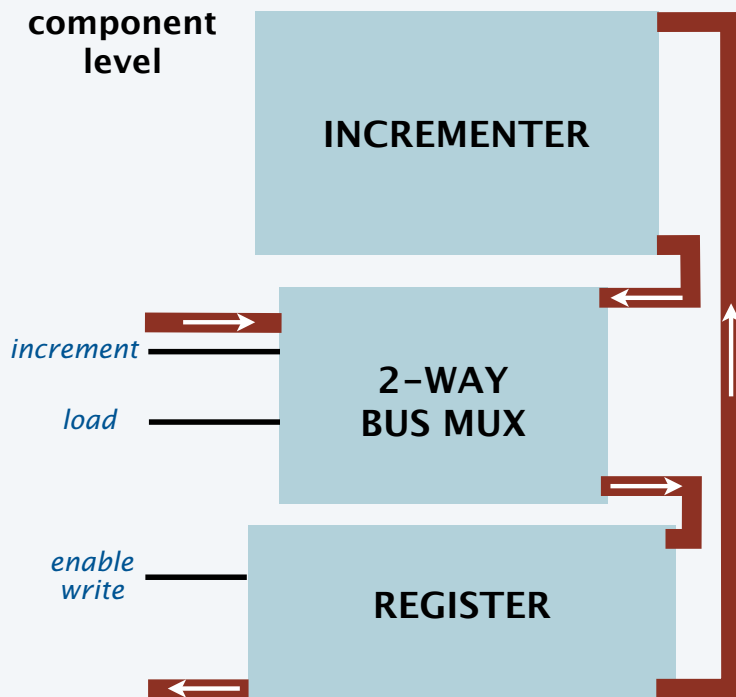 component
level
INCREMENTER
increment
load
2-WAY
BUS MUX
enable
write
REGISTER